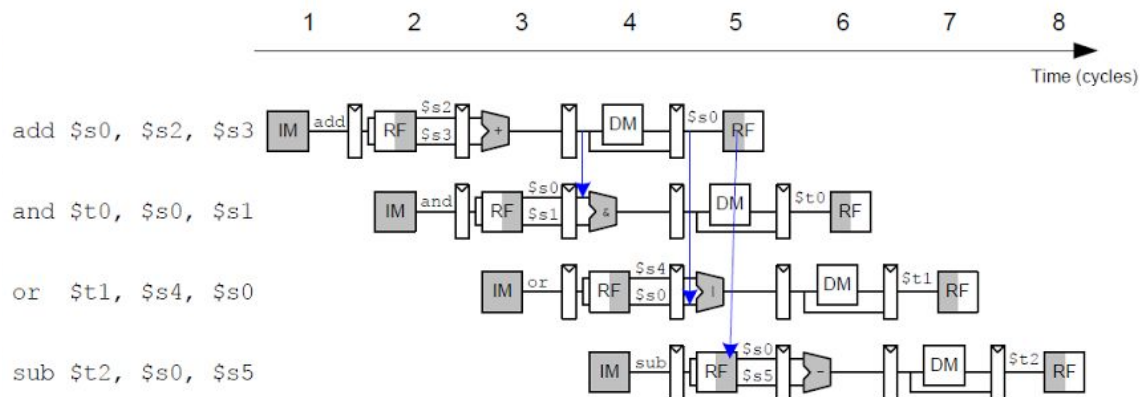 1 2 3 4 5 6 7 8
Time (cycles)
add $s0, $s2, $s3 IM add RF $s2 $s3 + DM $s0 RF
and $t0, $s0, $s1 IM and RF $s0 $s1 & DM $t0 RF
or $t1, $s4, $s0 IM or RF $s4 $s0 | DM $t1 RF
sub $t2, $s0, $s5 IM sub RF $s0 $s5 - DM $t2 RF